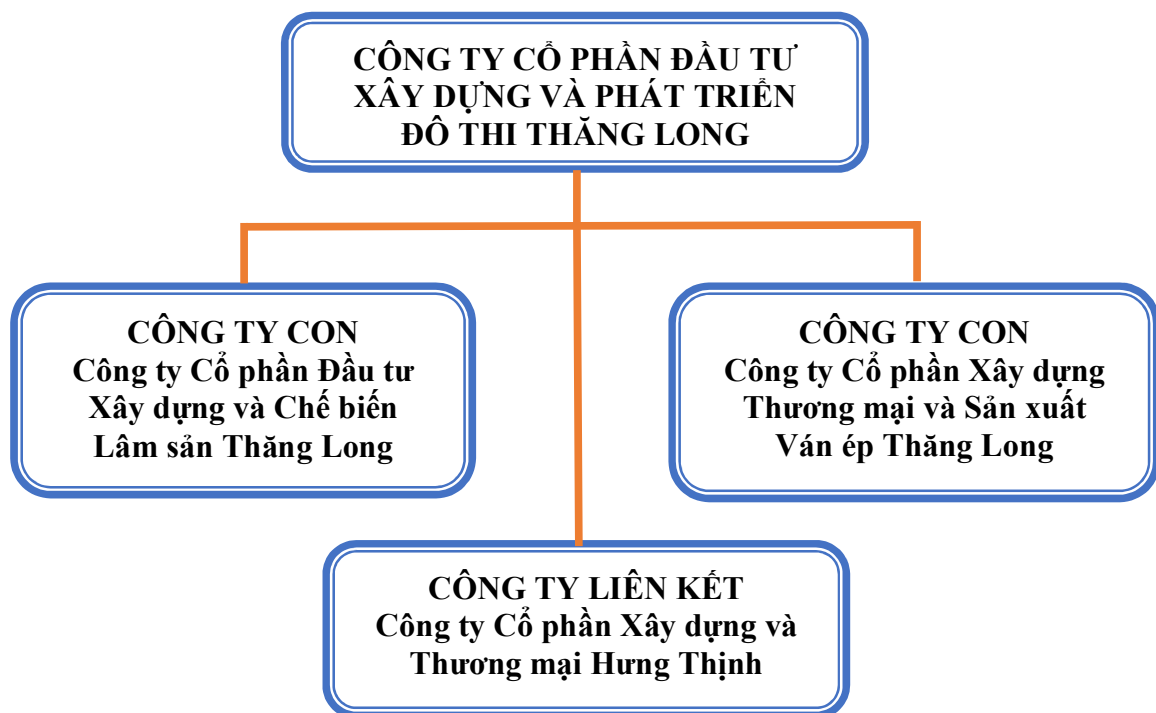 CÔNG TY CỔ PHẦN ĐẦU TƯ
XÂY DỰNG VÀ PHÁT TRIỂN
ĐÔ THI THĂNG LONG
CÔNG TY CON
Công ty Cổ phần Đầu tư
Xây dựng và Chế biến
Lâm sản Thăng Long
CÔNG TY CON
Công ty Cổ phần Xây dựng
Thương mại và Sản xuất
Ván ép Thăng Long
CÔNG TY LIÊN KẾT
Công ty Cổ phần Xây dựng và
Thương mại Hưng Thịnh